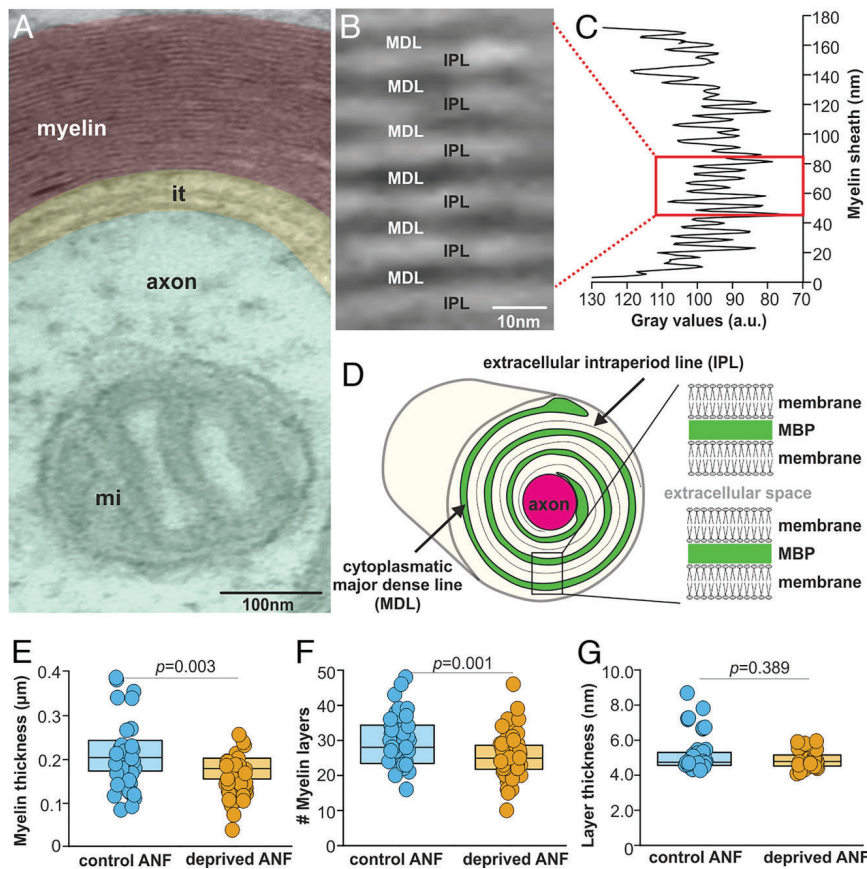 A
myelin
it
axon
mi
100nm
B
MDL
IPL
MDL
IPL
MDL
IPL
MDL
IPL
MDL
IPL
MDL
IPL
10nm
C
180
160
140
120
100
80
60
40
20
0
Myelin sheath (nm)
130 110 100 90 80 70
Gray values (a.u.)
D
extracellular intraperiod line (IPL)
axon
cytoplasmatic
major dense line
(MDL)
membrane
MBP
membrane
extracellular space
membrane
MBP
membrane
E
p=0.003
Myelin thickness (µm)
0.4
0.3
0.2
0.1
0
control ANF deprived ANF
F
p=0.001
# Myelin layers
50
40
30
20
10
0
control ANF deprived ANF
G
p=0.389
Layer thickness (nm)
10.0
8.0
6.0
4.0
2.0
0
control ANF deprived ANF